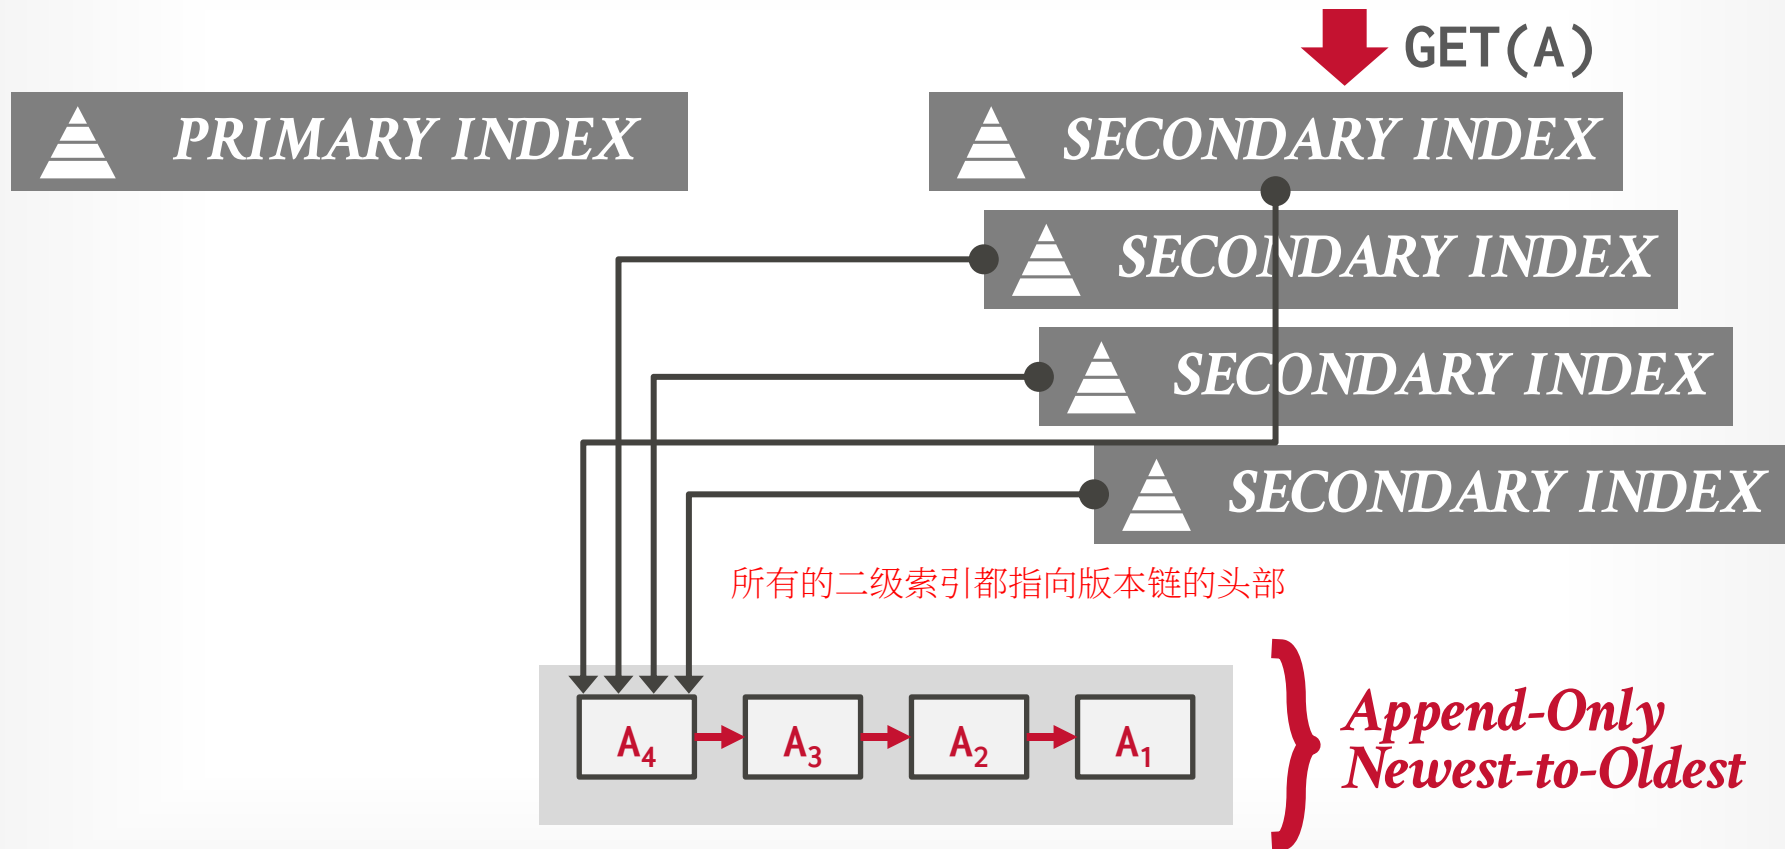 GET(A)
PRIMARY INDEX
SECONDARY INDEX
SECONDARY INDEX
SECONDARY INDEX
SECONDARY INDEX
所有的二级索引都指向版本链的头部
A4 A3 A2 A1
Append-Only
Newest-to-Oldest